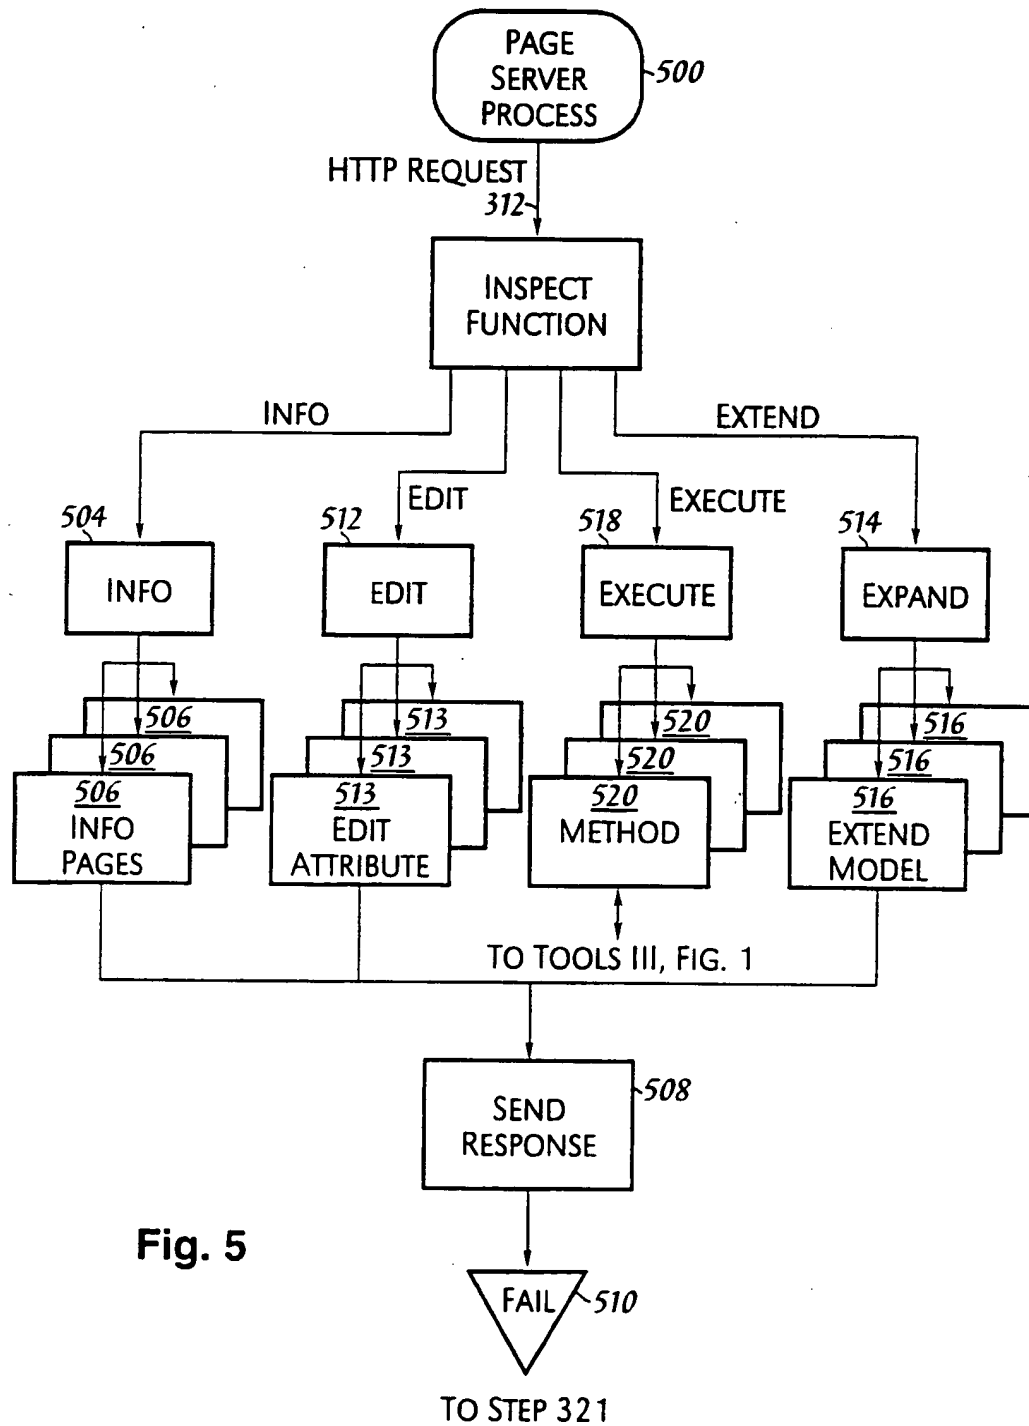 PAGE
SERVER
PROCESS
500
HTTP REQUEST
312
INSPECT
FUNCTION
INFO
EXTEND
EDIT
EXECUTE
504
512
518
514
INFO
EDIT
EXECUTE
EXPAND
506
513
520
516
506
513
520
516
506
INFO
PAGES
513
EDIT
ATTRIBUTE
520
METHOD
516
EXTEND
MODEL
TO TOOLS III, FIG. 1
SEND
RESPONSE
508
Fig. 5
FAIL
510
TO STEP 321